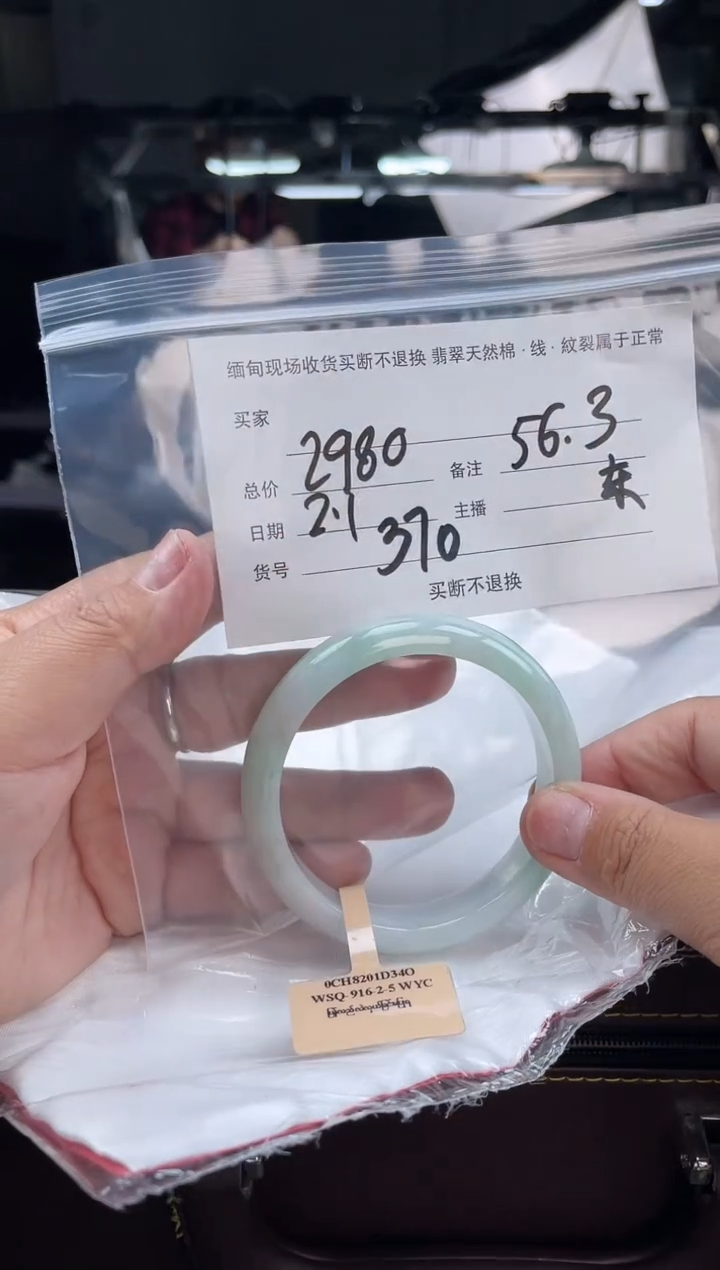 缅甸现场收货买断不退换 翡翠天然棉·线·紋裂属于正常
买家
总价 2980 备注 56.3
日期 2.1 主播 东
货号 370
买断不退换
0CH8201D34O
WSQ-916-2-5 WYC